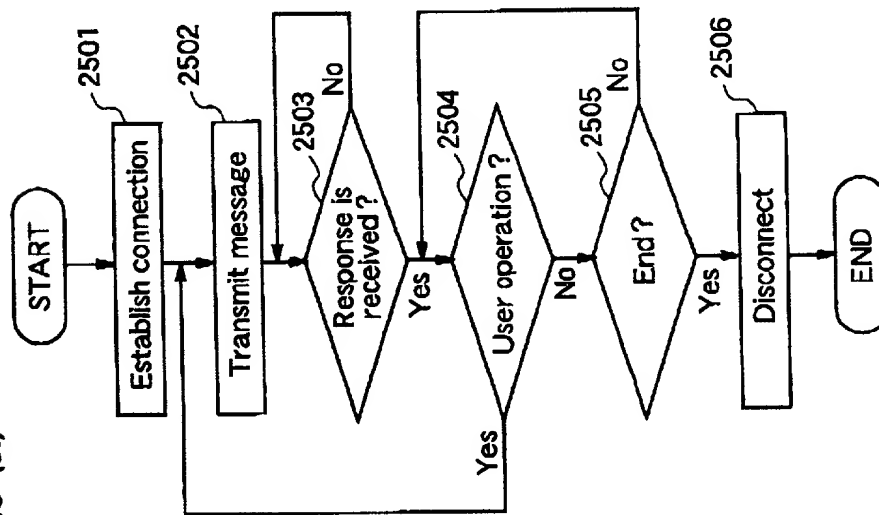 START
2501
Establish connection
2502
Transmit message
2503
Response is
received?
No
Yes
2504
User operation?
Yes
No
2505
End?
No
Yes
2506
Disconnect
END